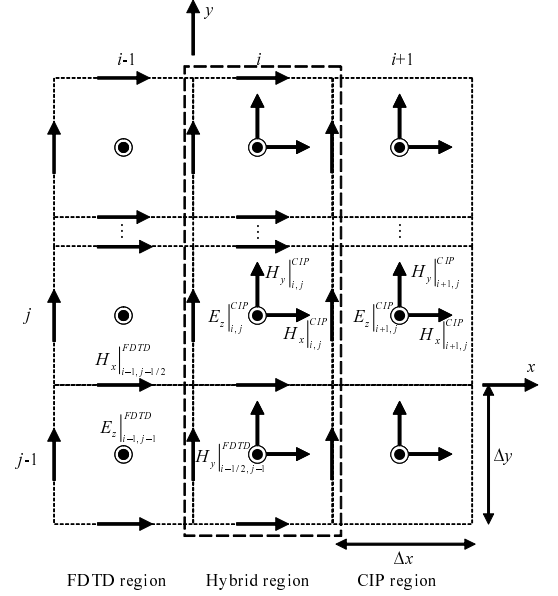 y
i-1 i i+1
⋮ ⋮ ⋮
H_y|_{i,j}^{CIP} H_y|_{i+1,j}^{CIP}
j E_z|_{i,j}^{CIP} E_z|_{i+1,j}^{CIP}
H_x|_{i,j}^{CIP} H_x|_{i+1,j}^{CIP}
H_x|_{i-1,j-1/2}^{FDTD} x
E_z|_{i-1,j-1}^{FDTD}
j-1 H_y|_{i-1/2,j-1}^{FDTD} Δy
Δx
FDTD region Hybrid region CIP region